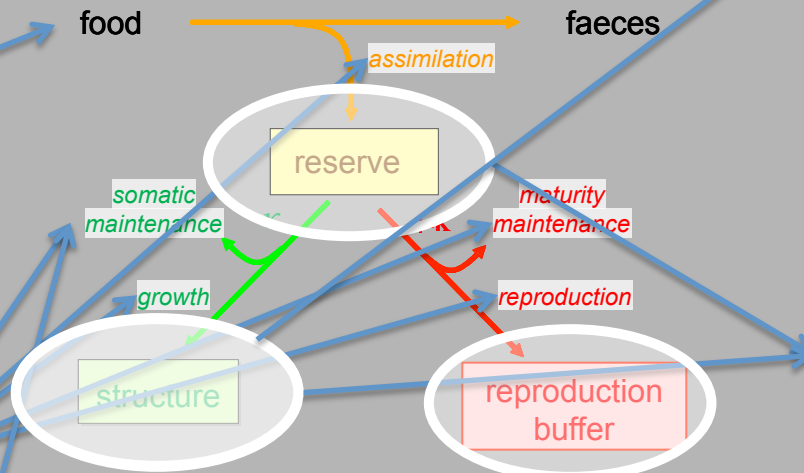 food
faeces
assimilation
reserve
somatic
maintenance
maturity
maintenance
growth
reproduction
structure
reproduction
buffer